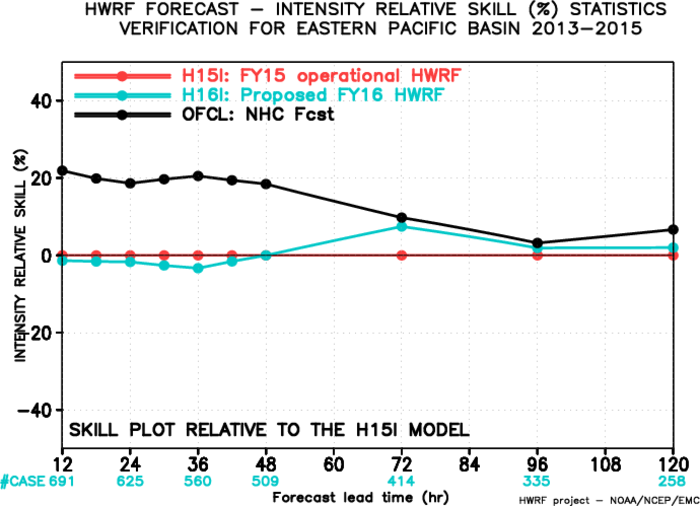 HWRF FORECAST – INTENSITY RELATIVE SKILL (%) STATISTICS
VERIFICATION FOR EASTERN PACIFIC BASIN 2013–2015
H15I: FY15 operational HWRF
H16I: Proposed FY16 HWRF
OFCL: NHC Fcst
INTENSITY RELATIVE SKILL (%)
40
20
0
–20
–40
SKILL PLOT RELATIVE TO THE H15I MODEL
12 24 36 48 60 72 84 96 108 120
#CASE 691 625 560 509 414 335 258
Forecast lead time (hr)
HWRF project – NOAA/NCEP/EMC